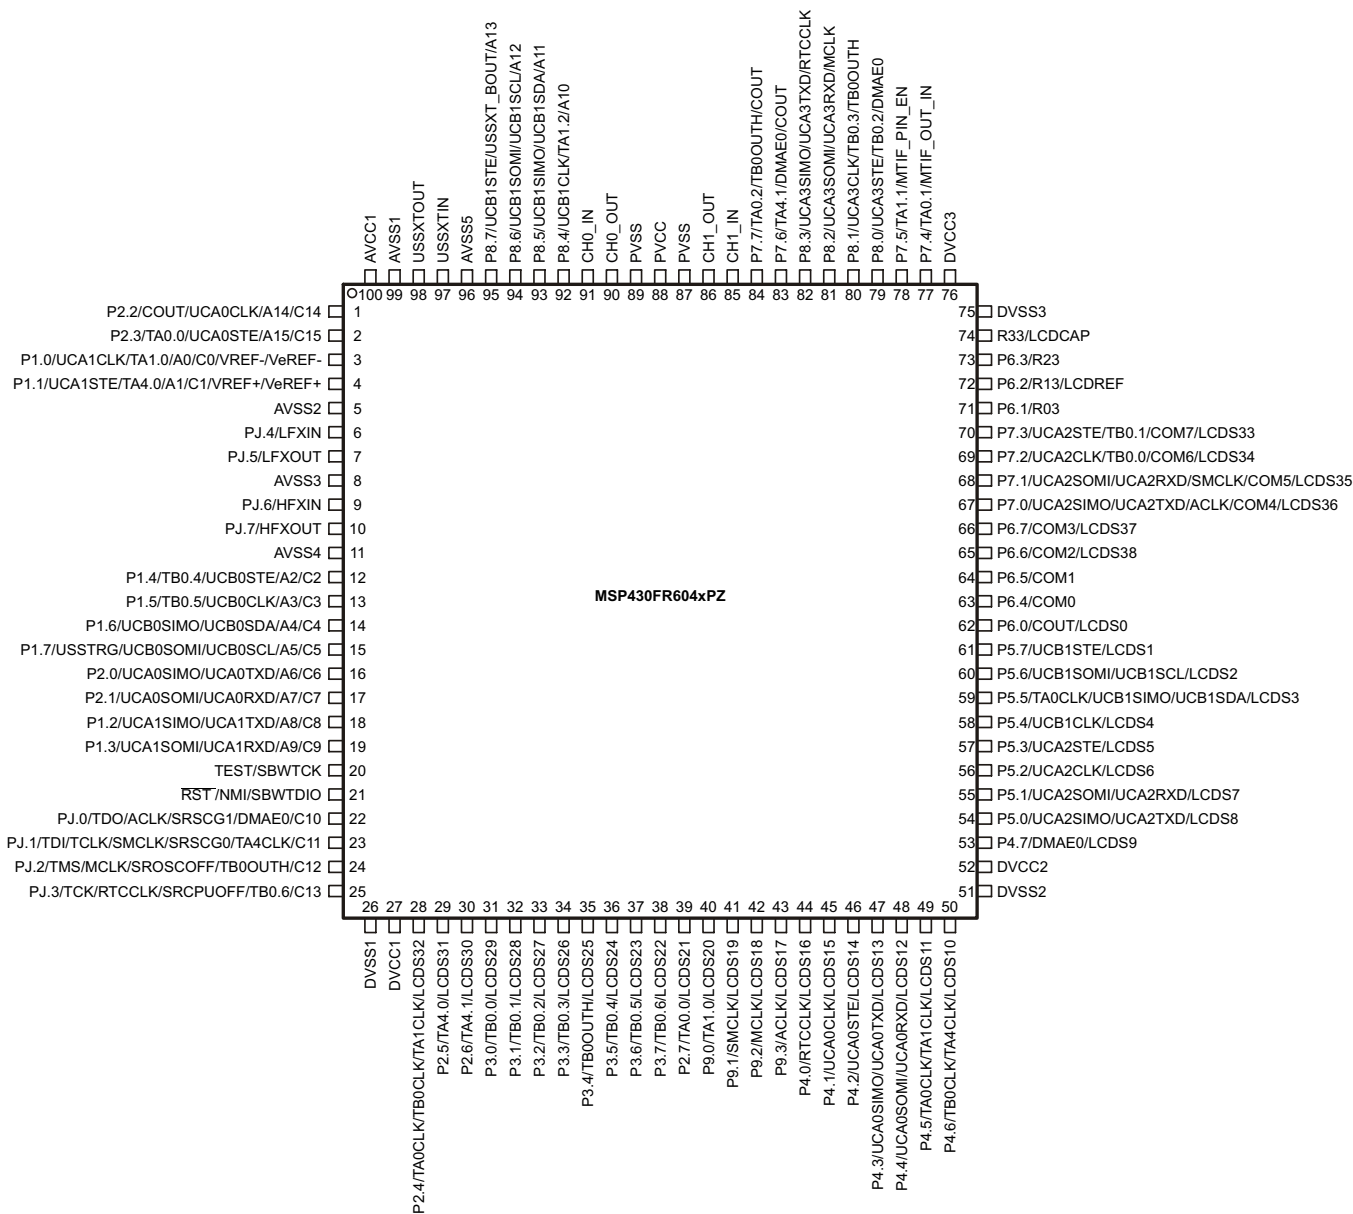 AVCC1
AVSS1
USSXTOUT
USSXTIN
AVSS5
P8.7/UCB1STE/USSXT_BOUT/A13
P8.6/UCB1SOMI/UCB1SCL/A12
P8.5/UCB1SIMO/UCB1SDA/A11
P8.4/UCB1CLK/TA1.2/A10
CH0_IN
CH0_OUT
PVSS
PVCC
PVSS
CH1_OUT
CH1_IN
P7.7/TA0.2/TB0OUTH/COUT
P7.6/TA4.1/DMAE0/COUT
P8.3/UCA3SIMO/UCA3TXD/RTCCLK
P8.2/UCA3SOMI/UCA3RXD/MCLK
P8.1/UCA3CLK/TB0.3/TB0OUTH
P8.0/UCA3STE/TB0.2/DMAE0
P7.5/TA1.1/MTIF_PIN_EN
P7.4/TA0.1/MTIF_OUT_IN
DVCC3
100 99 98 97 96 95 94 93 92 91 90 89 88 87 86 85 84 83 82 81 80 79 78 77 76
P2.2/COUT/UCA0CLK/A14/C14 1
P2.3/TA0.0/UCA0STE/A15/C15 2
P1.0/UCA1CLK/TA1.0/A0/C0/VREF-/VeREF- 3
P1.1/UCA1STE/TA4.0/A1/C1/VREF+/VeREF+ 4
AVSS2 5
PJ.4/LFXIN 6
PJ.5/LFXOUT 7
AVSS3 8
PJ.6/HFXIN 9
PJ.7/HFXOUT 10
AVSS4 11
P1.4/TB0.4/UCB0STE/A2/C2 12
P1.5/TB0.5/UCB0CLK/A3/C3 13
P1.6/UCB0SIMO/UCB0SDA/A4/C4 14
P1.7/USSTRG/UCB0SOMI/UCB0SCL/A5/C5 15
P2.0/UCA0SIMO/UCA0TXD/A6/C6 16
P2.1/UCA0SOMI/UCA0RXD/A7/C7 17
P1.2/UCA1SIMO/UCA1TXD/A8/C8 18
P1.3/UCA1SOMI/UCA1RXD/A9/C9 19
TEST/SBWTCK 20
RST/NMI/SBWTDIO 21
PJ.0/TDO/ACLK/SRSCG1/DMAE0/C10 22
PJ.1/TDI/TCLK/SMCLK/SRSCG0/TA4CLK/C11 23
PJ.2/TMS/MCLK/SROSCOFF/TB0OUTH/C12 24
PJ.3/TCK/RTCCLK/SRCPUOFF/TB0.6/C13 25
MSP430FR604xPZ
75 DVSS3
74 R33/LCDCAP
73 P6.3/R23
72 P6.2/R13/LCDREF
71 P6.1/R03
70 P7.3/UCA2STE/TB0.1/COM7/LCDS33
69 P7.2/UCA2CLK/TB0.0/COM6/LCDS34
68 P7.1/UCA2SOMI/UCA2RXD/SMCLK/COM5/LCDS35
67 P7.0/UCA2SIMO/UCA2TXD/ACLK/COM4/LCDS36
66 P6.7/COM3/LCDS37
65 P6.6/COM2/LCDS38
64 P6.5/COM1
63 P6.4/COM0
62 P6.0/COUT/LCDS0
61 P5.7/UCB1STE/LCDS1
60 P5.6/UCB1SOMI/UCB1SCL/LCDS2
59 P5.5/TA0CLK/UCB1SIMO/UCB1SDA/LCDS3
58 P5.4/UCB1CLK/LCDS4
57 P5.3/UCA2STE/LCDS5
56 P5.2/UCA2CLK/LCDS6
55 P5.1/UCA2SOMI/UCA2RXD/LCDS7
54 P5.0/UCA2SIMO/UCA2TXD/LCDS8
53 P4.7/DMAE0/LCDS9
52 DVCC2
51 DVSS2
26 27 28 29 30 31 32 33 34 35 36 37 38 39 40 41 42 43 44 45 46 47 48 49 50
DVSS1
DVCC1
P2.4/TA0CLK/TB0CLK/TA1CLK/LCDS32
P2.5/TA4.0/LCDS31
P2.6/TA4.1/LCDS30
P3.0/TB0.0/LCDS29
P3.1/TB0.1/LCDS28
P3.2/TB0.2/LCDS27
P3.3/TB0.3/LCDS26
P3.4/TB0OUTH/LCDS25
P3.5/TB0.4/LCDS24
P3.6/TB0.5/LCDS23
P3.7/TB0.6/LCDS22
P2.7/TA0.0/LCDS21
P9.0/TA1.0/LCDS20
P9.1/SMCLK/LCDS19
P9.2/MCLK/LCDS18
P9.3/ACLK/LCDS17
P4.0/RTCCLK/LCDS16
P4.1/UCA0CLK/LCDS15
P4.2/UCA0STE/LCDS14
P4.3/UCA0SIMO/UCA0TXD/LCDS13
P4.4/UCA0SOMI/UCA0RXD/LCDS12
P4.5/TA0CLK/TA1CLK/LCDS11
P4.6/TB0CLK/TA4CLK/LCDS10